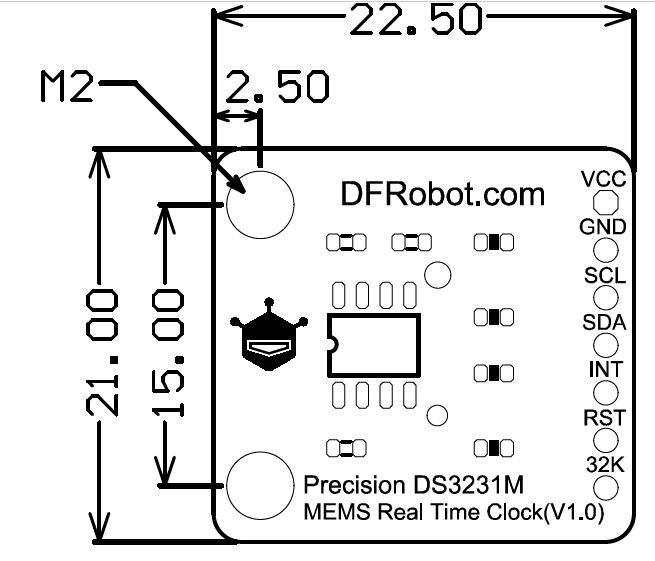 22.50
M2
2.50
DFRobot.com
VCC
GND
SCL
SDA
INT
RST
32K
21.00
15.00
Precision DS3231M
MEMS Real Time Clock(V1.0)